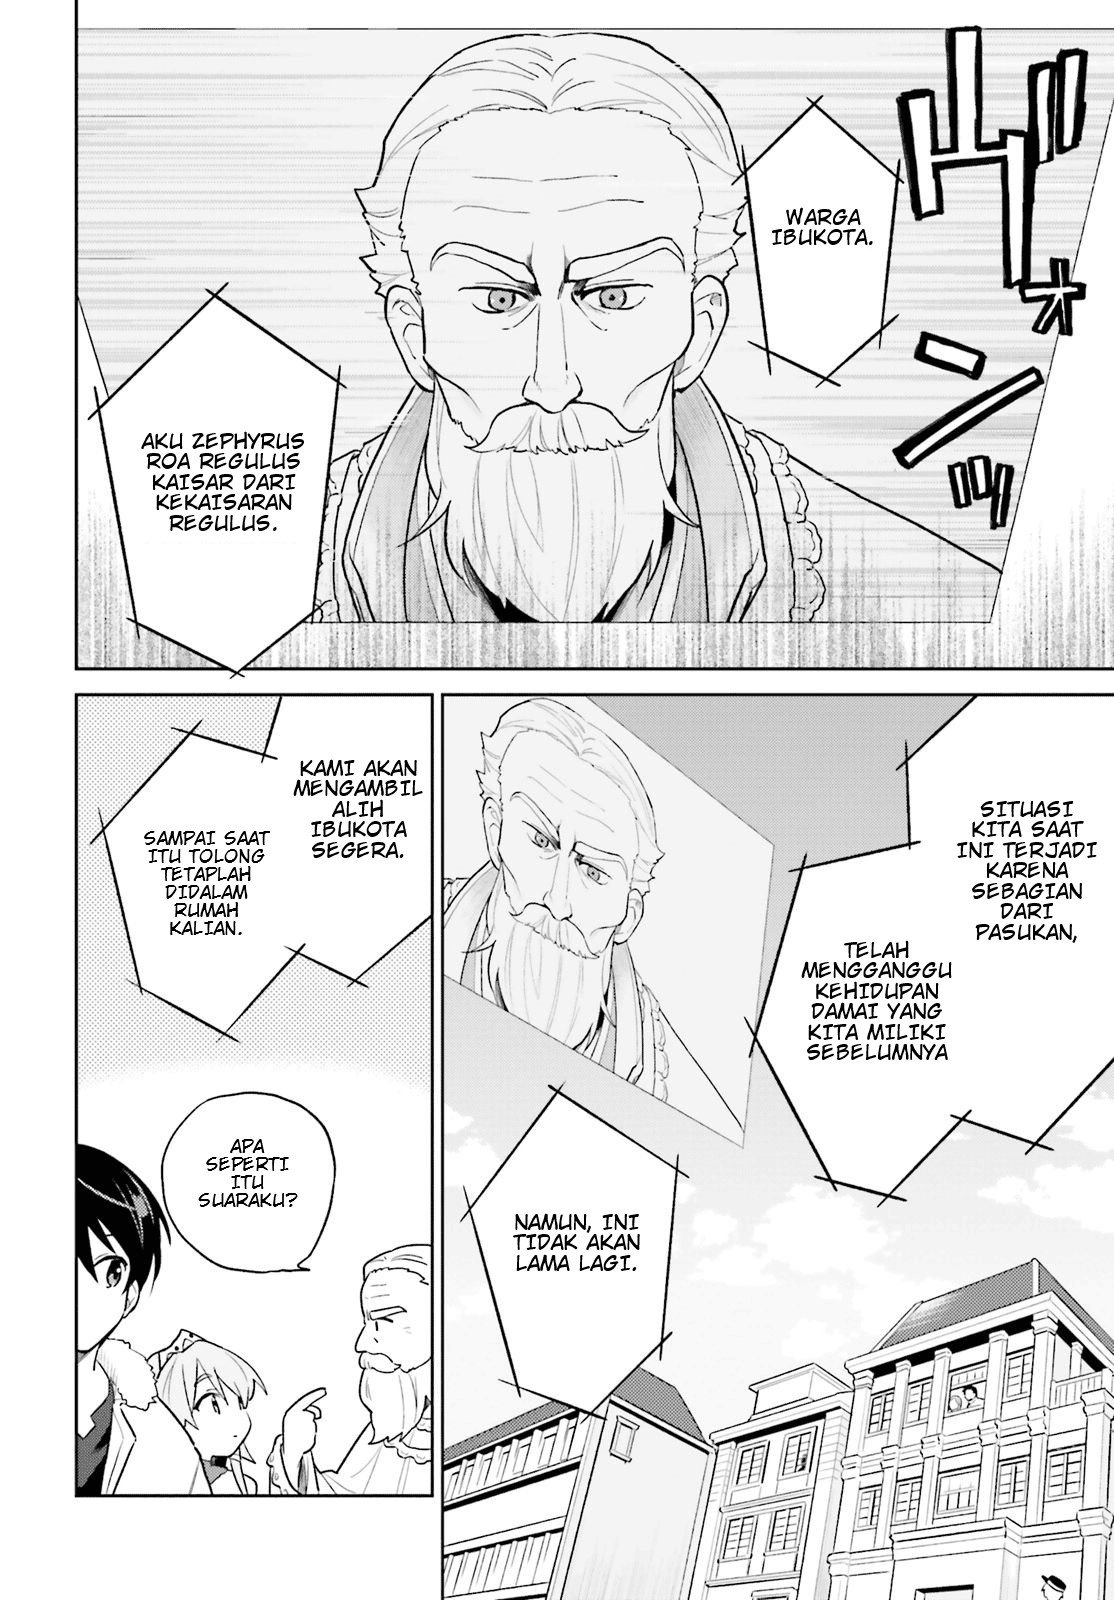 WARGA
IBUKOTA.
AKU ZEPHYRUS
ROA REGULUS
KAISAR DARI
KEKAISARAN
REGULUS.
SITUASI
KITA SAAT
INI TERJADI
KARENA
SEBAGIAN
DARI
PASUKAN,
TELAH
MENGGANGGU
KEHIDUPAN
DAMAI YANG
KITA MILIKI
SEBELUMNYA
NAMUN, INI
TIDAK AKAN
LAMA LAGI.
KAMI AKAN
MENGAMBIL
ALIH
IBUKOTA
SEGERA.
SAMPAI SAAT
ITU TOLONG
TETAPLAH
DIDALAM
RUMAH
KALIAN.
APA
SEPERTI
ITU
SUARAKU?